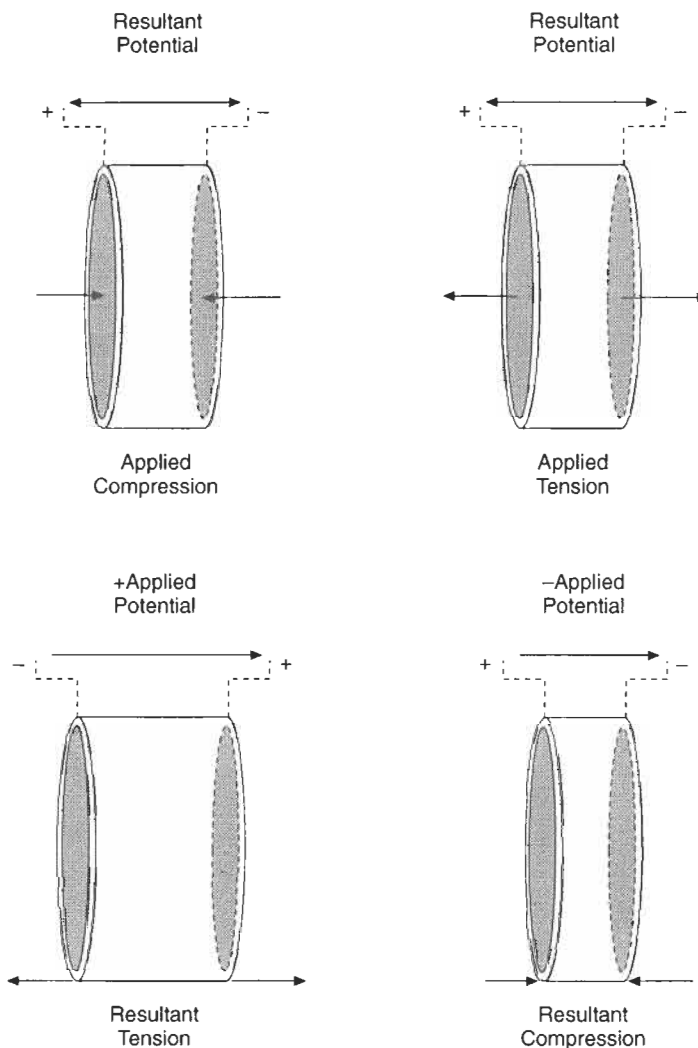 Resultant
Potential
Resultant
Potential
+ −
+ −
Applied
Compression
Applied
Tension
+Applied
Potential
−Applied
Potential
− +
+ −
Resultant
Tension
Resultant
Compression